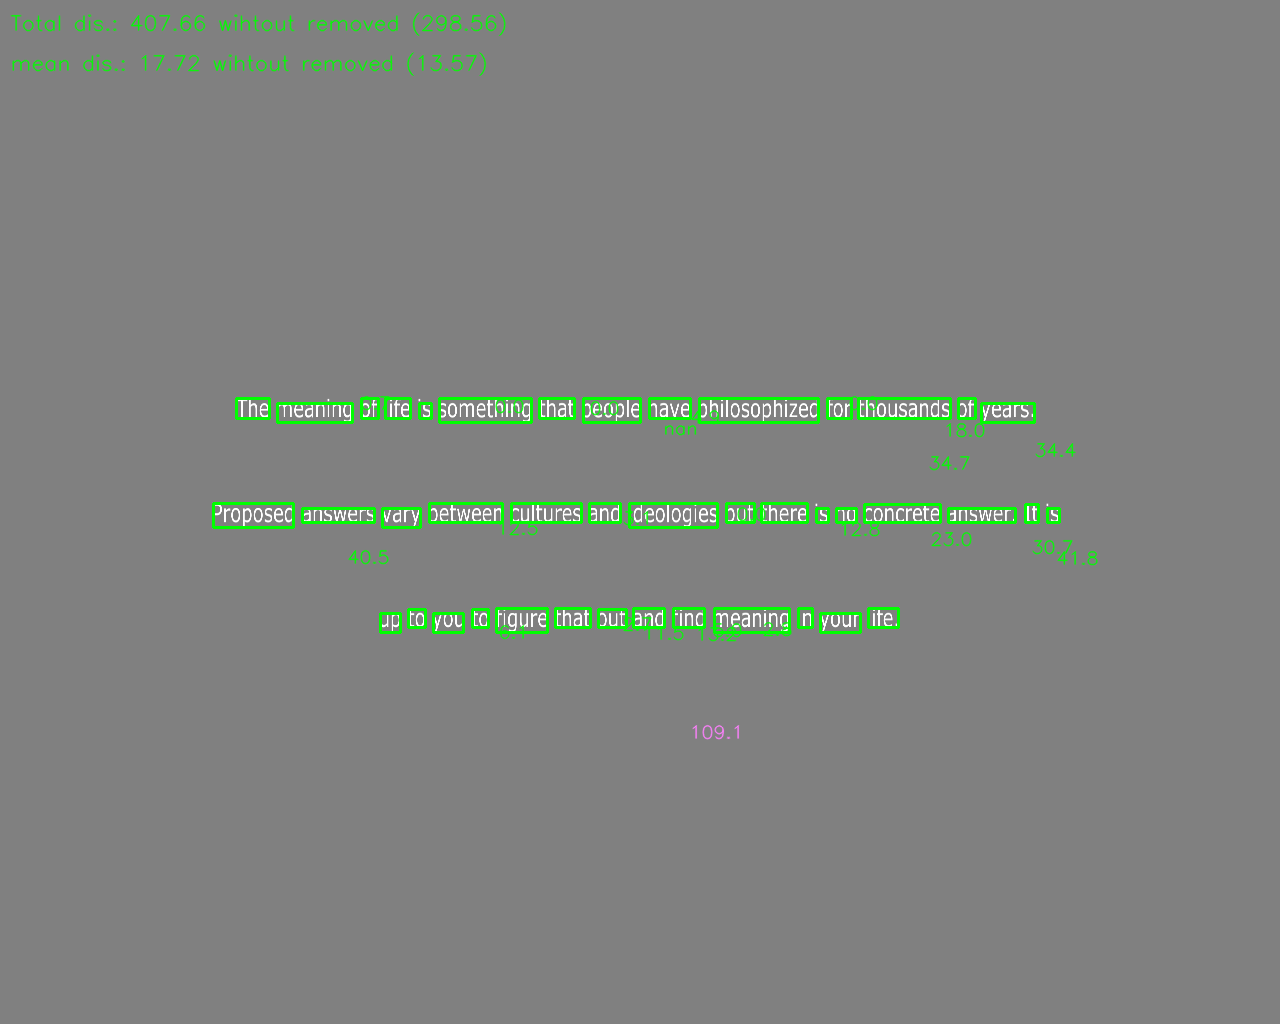 Total dis.: 407.66 wihtout removed (298.56)
mean dis.: 17.72 wihtout removed (13.57)
The meaning of life is something that people have philosophized for thousands of years.
nan
18.0
34.4
34.7
Proposed answers vary between cultures and ideologies but there is no concrete answer. It is
12.5
12.8
23.0
30.7
41.8
40.5
up to you to figure that out and find meaning in your life.
11.5
13.2
109.1